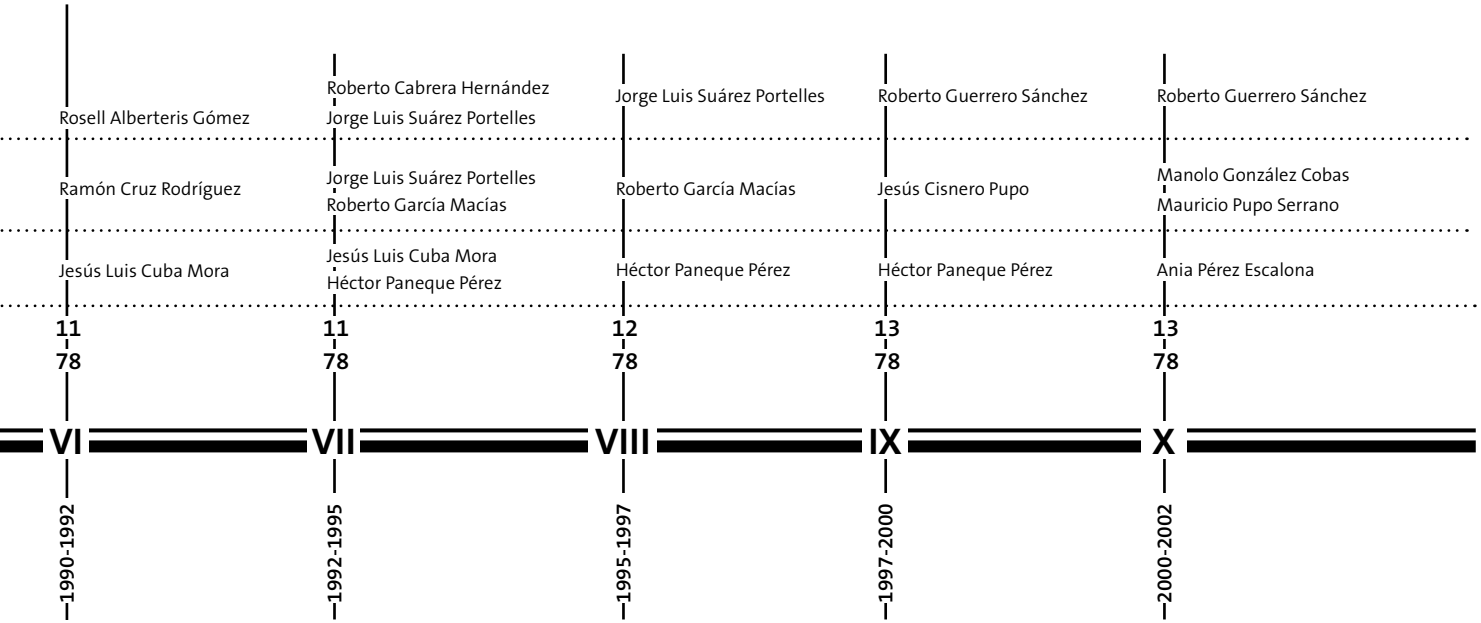 Rosell Alberteris Gómez
Roberto Cabrera Hernández
Jorge Luis Suárez Portelles
Jorge Luis Suárez Portelles
Roberto Guerrero Sánchez
Roberto Guerrero Sánchez
Ramón Cruz Rodríguez
Jorge Luis Suárez Portelles
Roberto García Macías
Roberto García Macías
Jesús Cisnero Pupo
Manolo González Cobas
Mauricio Pupo Serrano
Jesús Luis Cuba Mora
Jesús Luis Cuba Mora
Héctor Paneque Pérez
Héctor Paneque Pérez
Héctor Paneque Pérez
Ania Pérez Escalona
11
11
12
13
13
78
78
78
78
78
VI
VII
VIII
IX
X
1990-1992
1992-1995
1995-1997
1997-2000
2000-2002